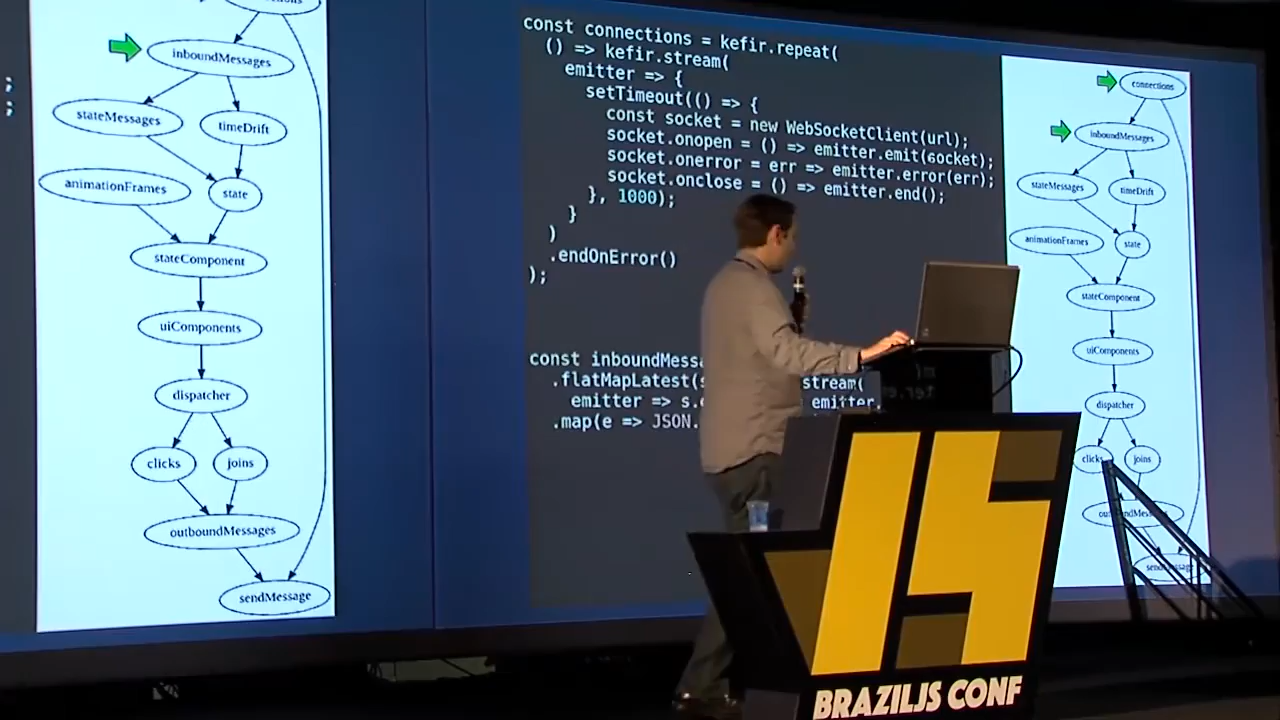 inboundMessages
stateMessages
timeDrift
animationFrames
state
stateComponent
uiComponents
dispatcher
clicks
joins
outboundMessages
sendMessage
;
;
const connections = kefir.repeat(
() => kefir.stream(
emitter => {
setTimeout(() => {
const socket = new WebSocketClient(url);
socket.onopen = () => emitter.emit(socket);
socket.onerror = err => emitter.error(err);
socket.onclose = () => emitter.end();
}, 1000);
}
)
.endOnError()
);
const inboundMessa
.flatMapLatest(s stream(
emitter => s. emitter.
.map(e => JSON.
connections
inboundMessages
stateMessages
timeDrift
animationFrames
state
stateComponent
uiComponents
dispatcher
clicks
joins
sendMessage
JS
BRAZILJS CONF